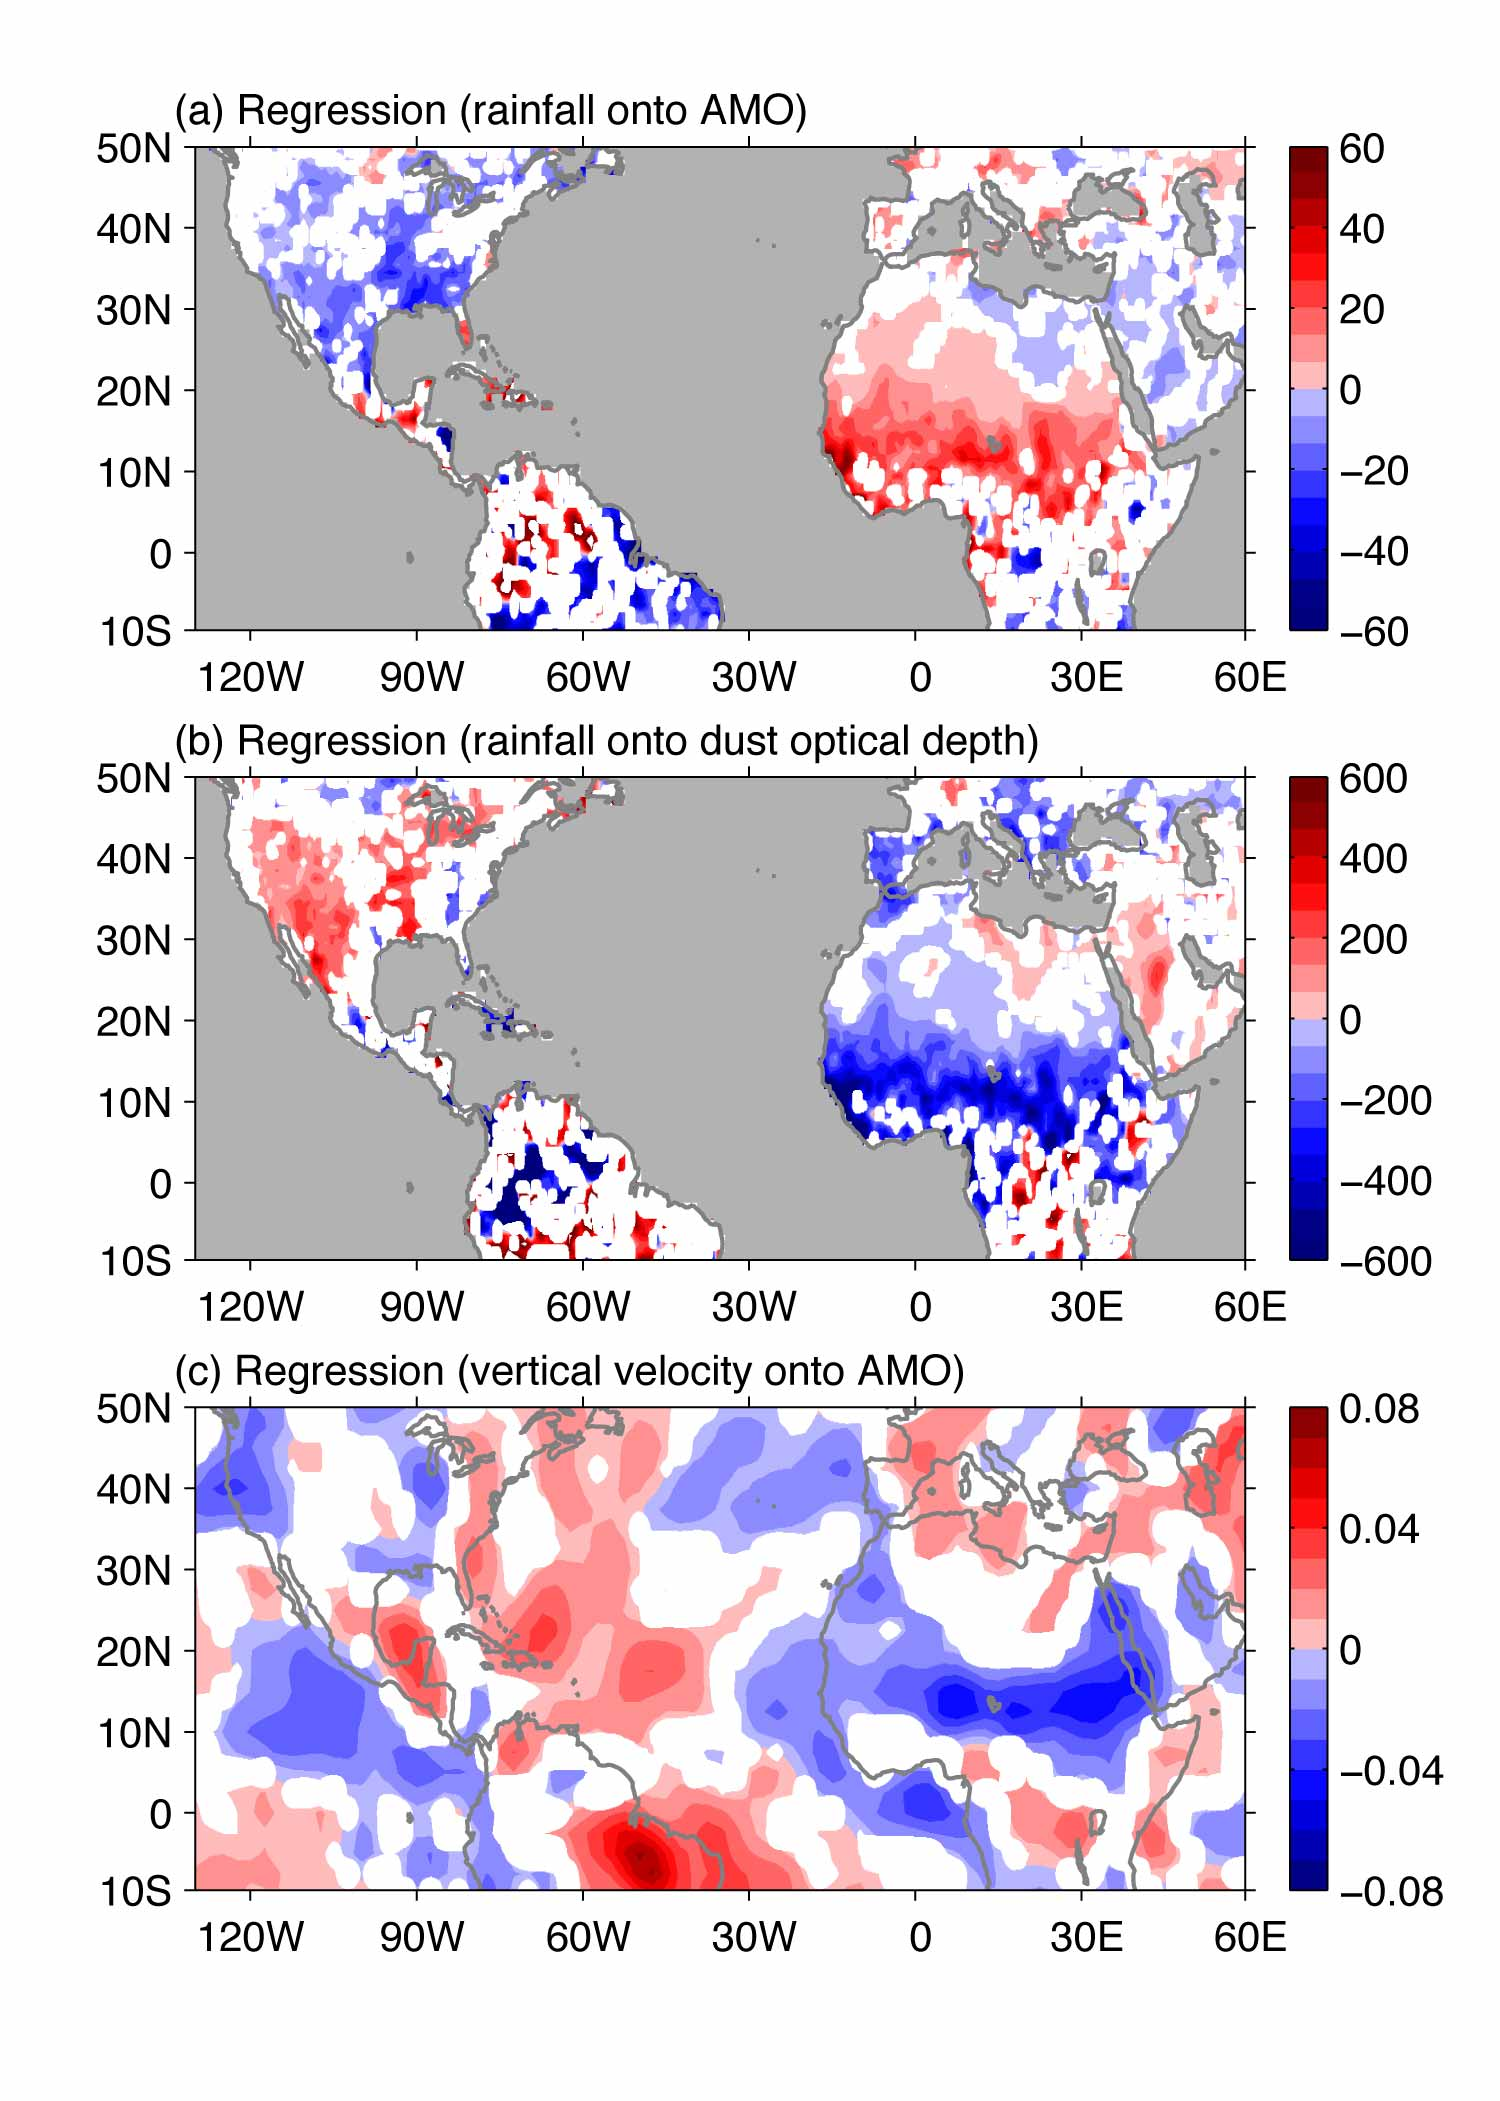 (a) Regression (rainfall onto AMO)
50N
40N
30N
20N
10N
0
10S
120W 90W 60W 30W 0 30E 60E
60
40
20
0
−20
−40
−60
(b) Regression (rainfall onto dust optical depth)
50N
40N
30N
20N
10N
0
10S
120W 90W 60W 30W 0 30E 60E
600
400
200
0
−200
−400
−600
(c) Regression (vertical velocity onto AMO)
50N
40N
30N
20N
10N
0
10S
120W 90W 60W 30W 0 30E 60E
0.08
0.04
0
−0.04
−0.08